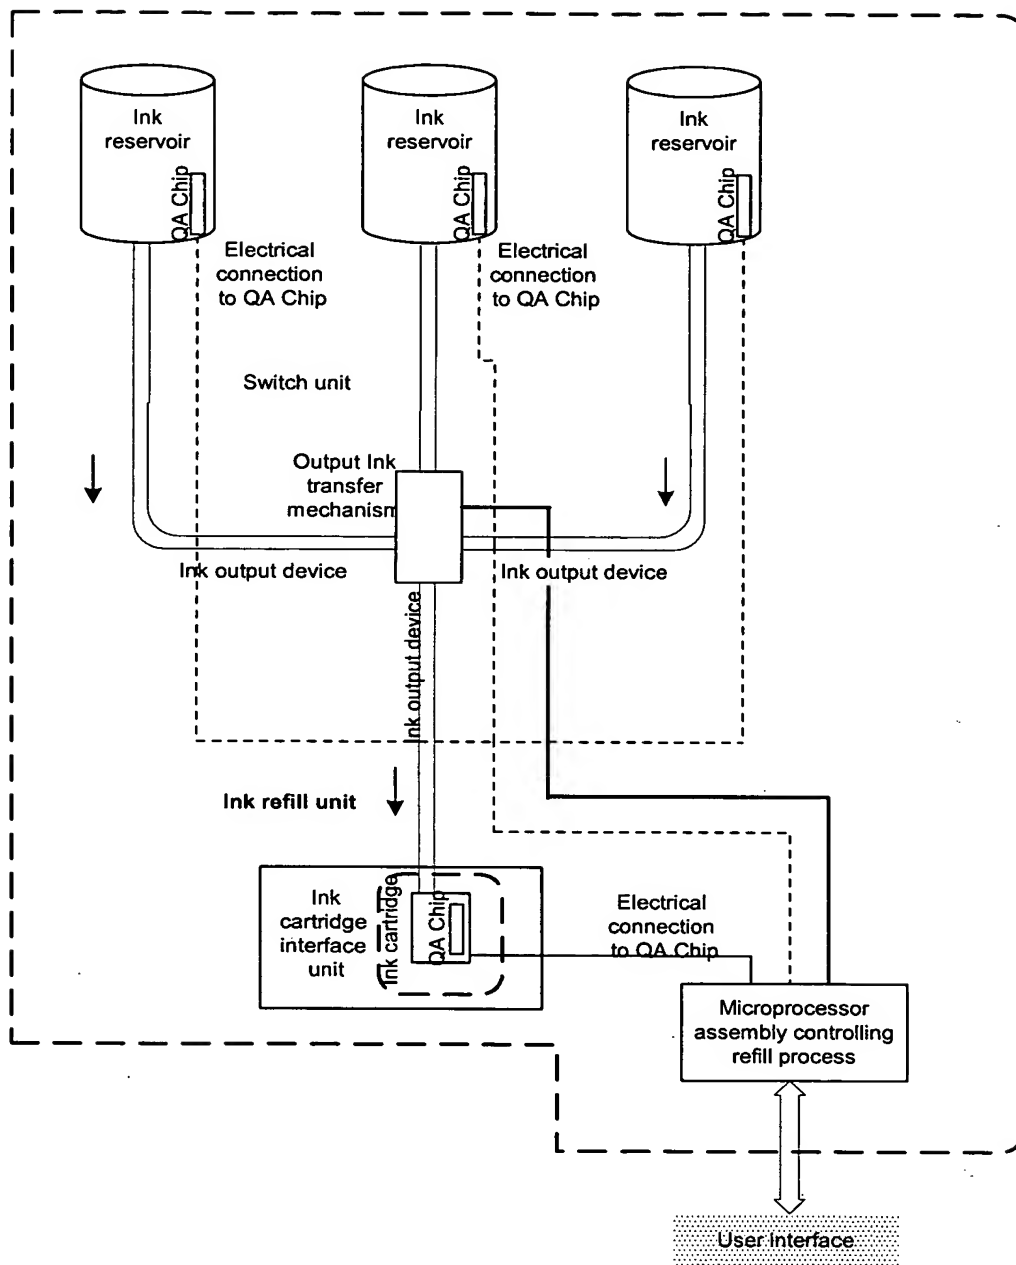 Ink
reservoir
QA Chip
Ink
reservoir
QA Chip
Ink
reservoir
QA Chip
Electrical
connection
to QA Chip
Electrical
connection
to QA Chip
Switch unit
Output Ink
transfer
mechanism
Ink output device
Ink output device
Ink output device
Ink refill unit
Ink
cartridge
interface
unit
Ink cartridge
QA Chip
Electrical
connection
to QA Chip
Microprocessor
assembly controlling
refill process
User interface